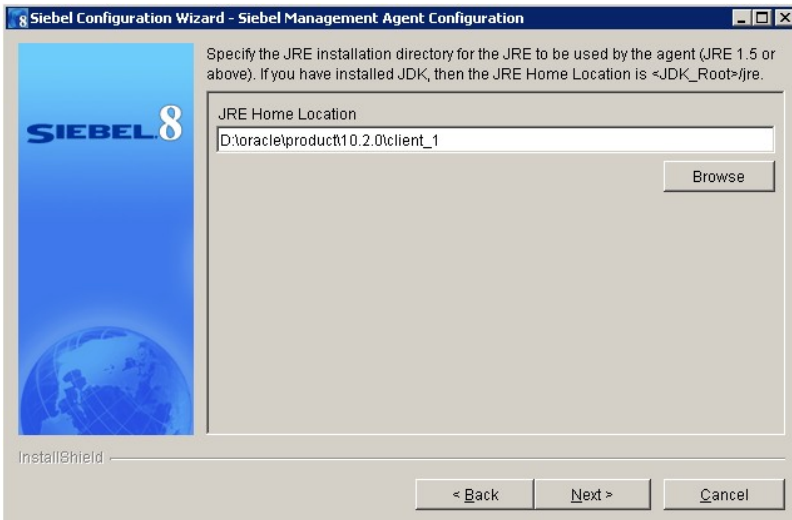 8 Siebel Configuration Wizard - Siebel Management Agent Configuration
Specify the JRE installation directory for the JRE to be used by the agent (JRE 1.5 or
above). If you have installed JDK, then the JRE Home Location is <JDK_Root>/jre.
SIEBEL.8
JRE Home Location
D:\oracle\product\10.2.0\client_1
Browse
InstallShield
< Back
Next >
Cancel